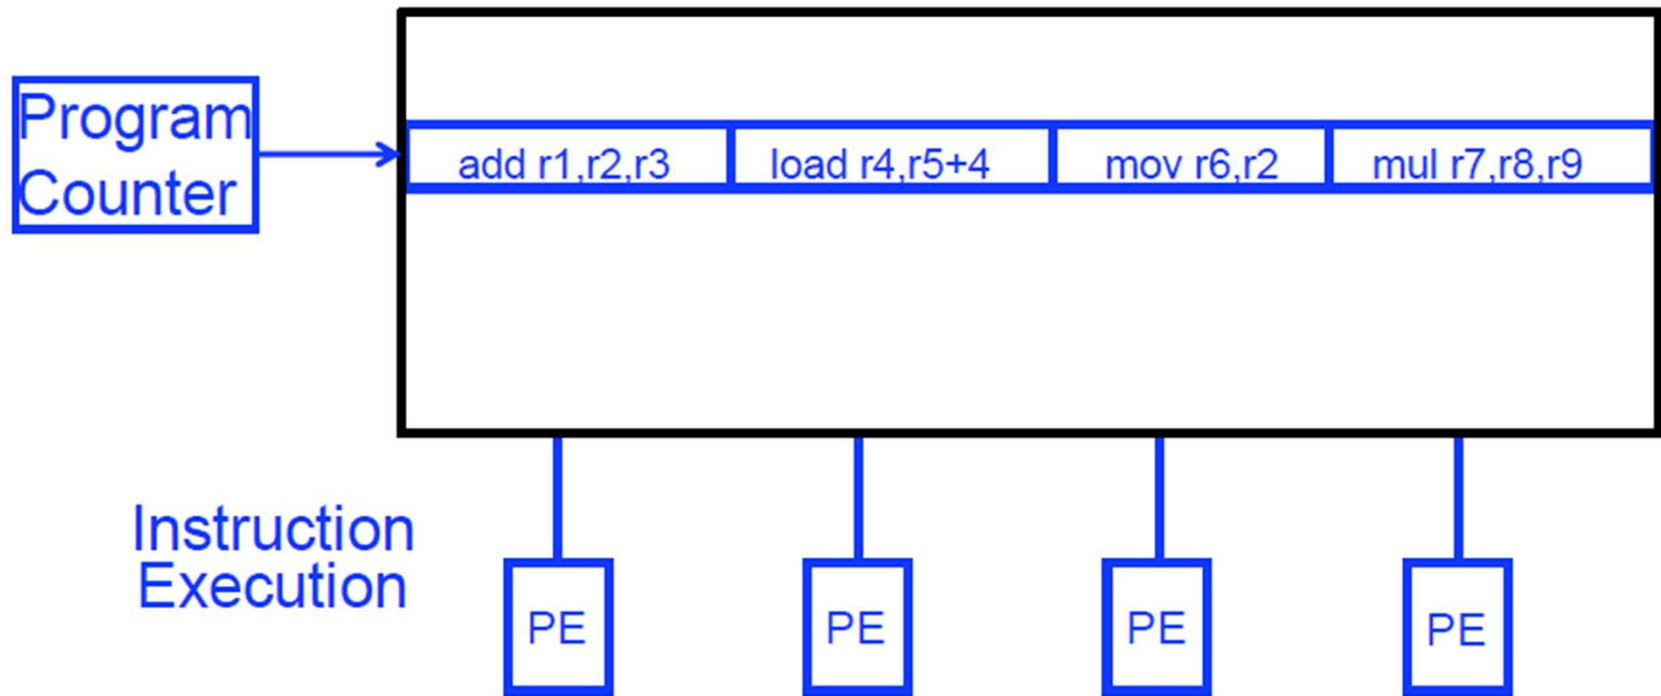 Program
Counter
add r1,r2,r3
load r4,r5+4
mov r6,r2
mul r7,r8,r9
Instruction
Execution
PE
PE
PE
PE